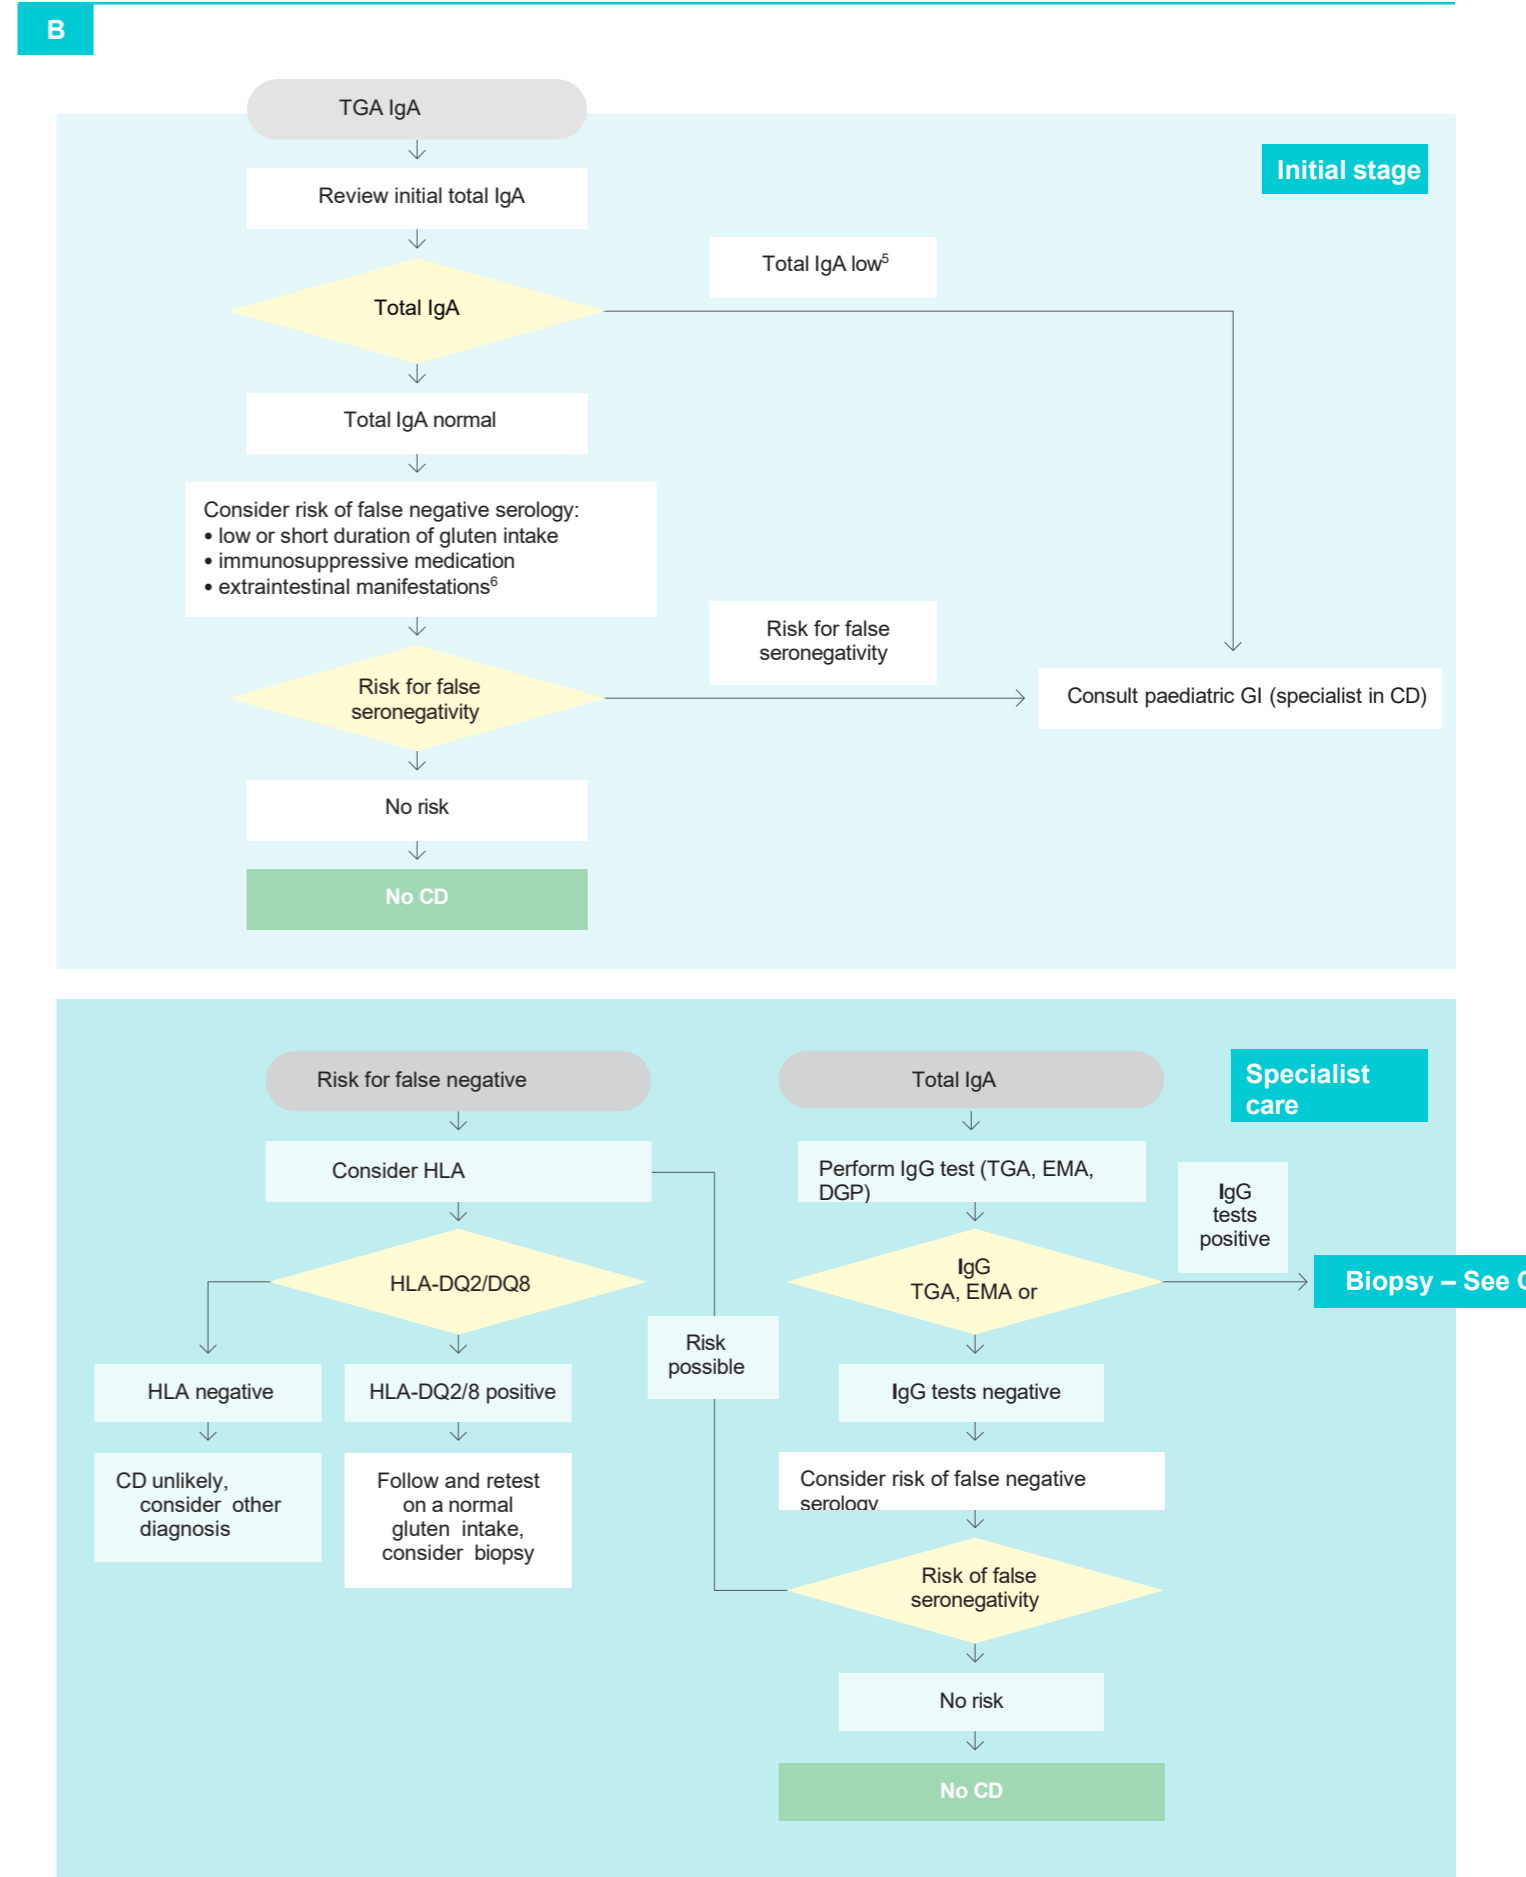 B
TGA IgA
Initial stage
Review initial total IgA
Total IgA low5
Total IgA
Total IgA normal
Consider risk of false negative serology:
• low or short duration of gluten intake
• immunosuppressive medication
• extraintestinal manifestations6
Risk for false
seronegativity
Risk for false
seronegativity
Consult paediatric GI (specialist in CD)
No risk
No CD
Risk for false negative
Total IgA
Specialist
care
Consider HLA
Perform IgG test (TGA, EMA,
DGP)
IgG
tests
positive
HLA-DQ2/DQ8
IgG
TGA, EMA or
Biopsy – See
Risk
possible
HLA negative
HLA-DQ2/8 positive
IgG tests negative
CD unlikely,
consider other
diagnosis
Follow and retest
on a normal
gluten intake,
consider biopsy
Consider risk of false negative
serology
Risk of false
seronegativity
No risk
No CD